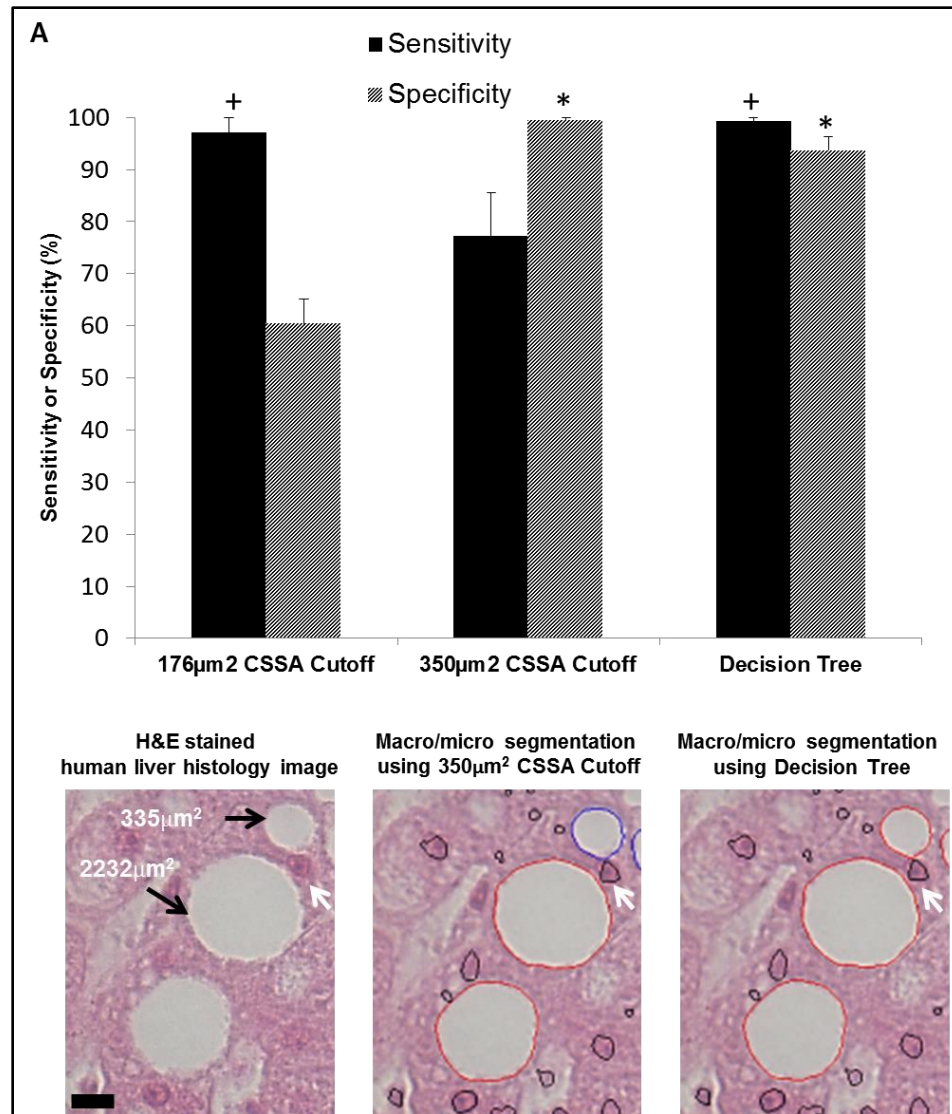 A
Sensitivity
Specificity
Sensitivity or Specificity (%)
100
90
80
70
60
50
40
30
20
10
0
+
*
+
*
176µm2 CSSA Cutoff
350µm2 CSSA Cutoff
Decision Tree
H&E stained
human liver histology image
Macro/micro segmentation
using 350µm² CSSA Cutoff
Macro/micro segmentation
using Decision Tree
335µm²
2232µm²